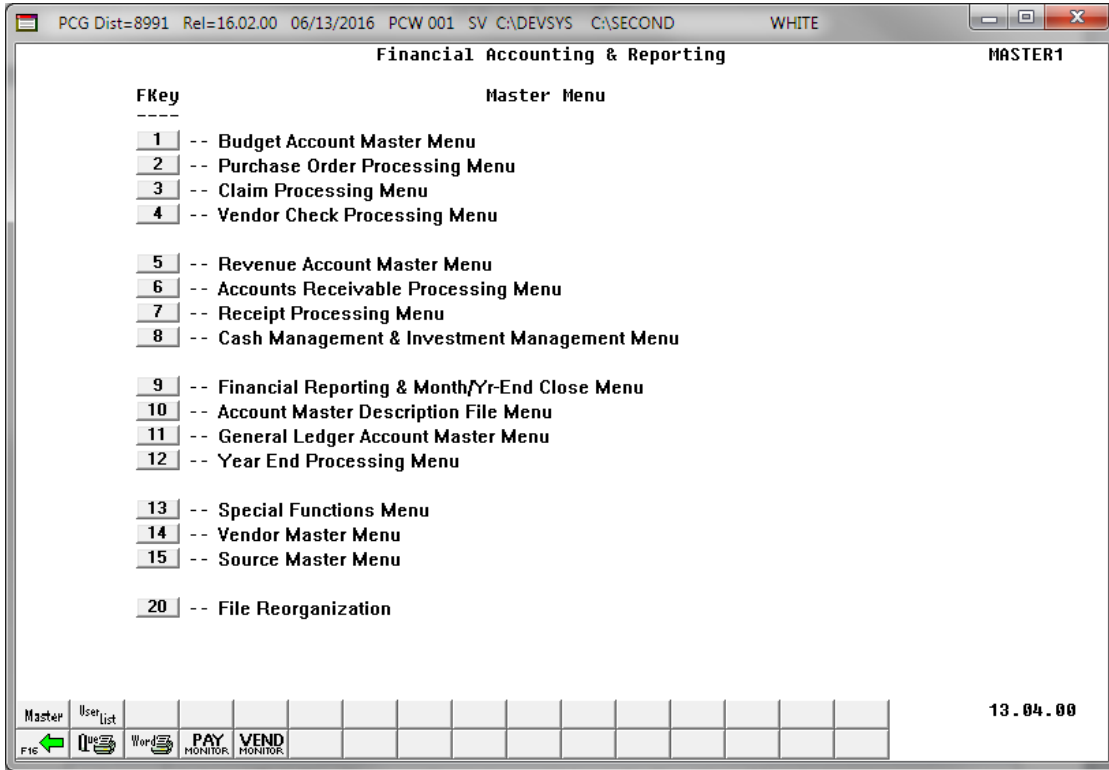 PCG Dist=8991 Rel=16.02.00 06/13/2016 PCW 001 SV C:\DEVSYS C:\SECOND WHITE
Financial Accounting & Reporting MASTER1
FKey Master Menu
----
1 -- Budget Account Master Menu
2 -- Purchase Order Processing Menu
3 -- Claim Processing Menu
4 -- Vendor Check Processing Menu
5 -- Revenue Account Master Menu
6 -- Accounts Receivable Processing Menu
7 -- Receipt Processing Menu
8 -- Cash Management & Investment Management Menu
9 -- Financial Reporting & Month/Yr-End Close Menu
10 -- Account Master Description File Menu
11 -- General Ledger Account Master Menu
12 -- Year End Processing Menu
13 -- Special Functions Menu
14 -- Vendor Master Menu
15 -- Source Master Menu
20 -- File Reorganization
Master User List 13.04.00
F16 Que Word PAY MONITOR VEND MONITOR